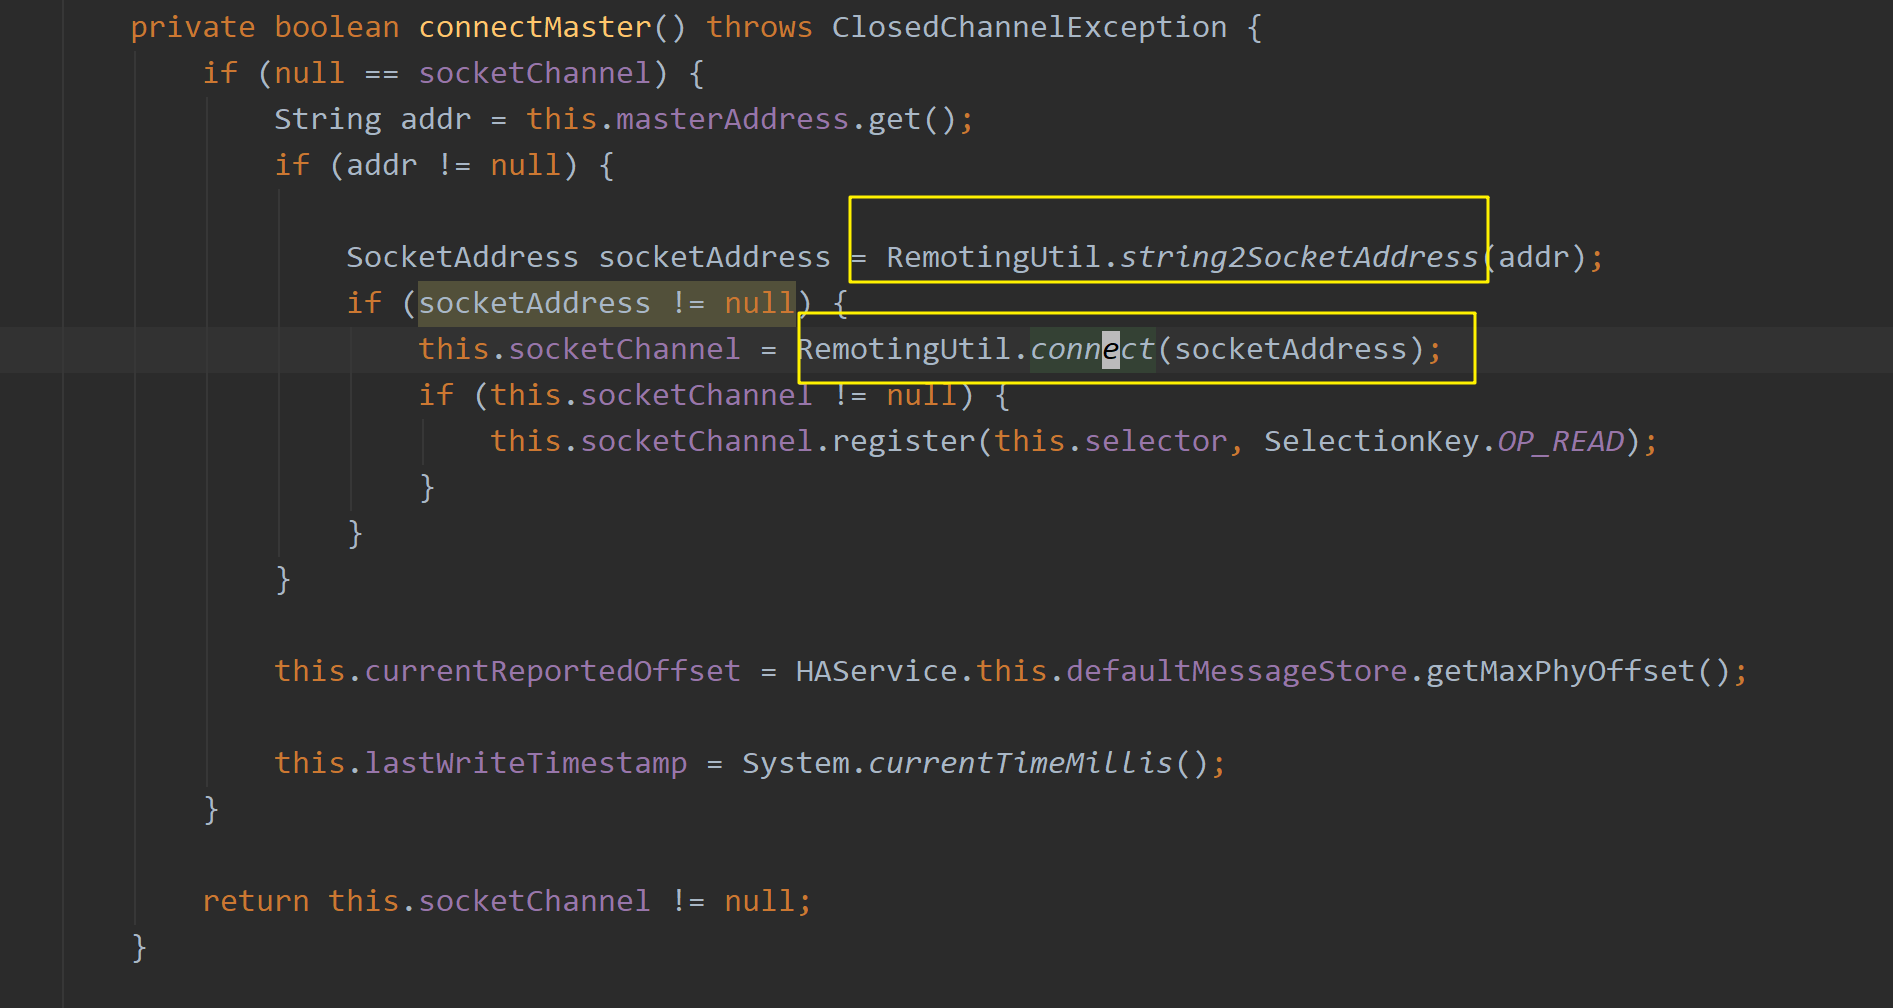 private boolean connectMaster() throws ClosedChannelException {
if (null == socketChannel) {
String addr = this.masterAddress.get();
if (addr != null) {
SocketAddress socketAddress = RemotingUtil.string2SocketAddress(addr);
if (socketAddress != null) {
this.socketChannel = RemotingUtil.connect(socketAddress);
if (this.socketChannel != null) {
this.socketChannel.register(this.selector, SelectionKey.OP_READ);
}
}
}
this.currentReportedOffset = HAService.this.defaultMessageStore.getMaxPhyOffset();
this.lastWriteTimestamp = System.currentTimeMillis();
}
return this.socketChannel != null;
}